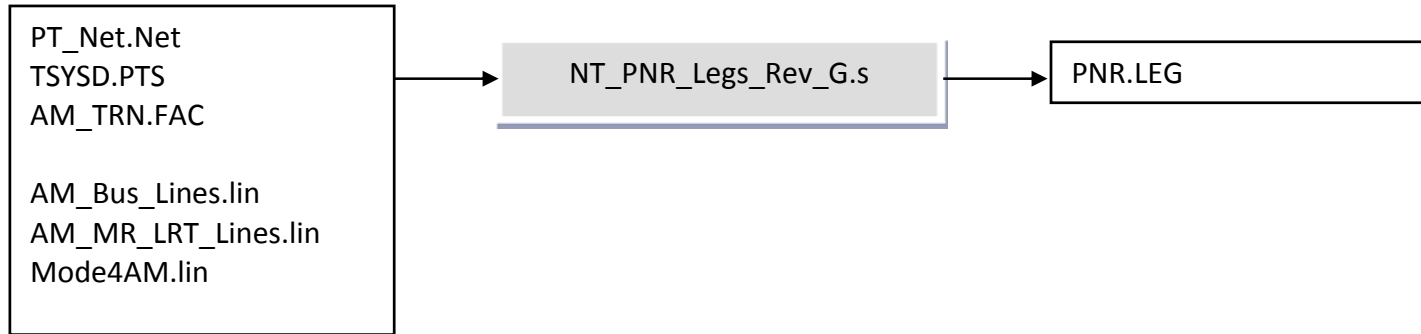 PT_Net.Net
TSYSD.PTS
AM_TRN.FAC
AM_Bus_Lines.lin
AM_MR_LRT_Lines.lin
Mode4AM.lin
NT_PNR_Legs_Rev_G.s
PNR.LEG